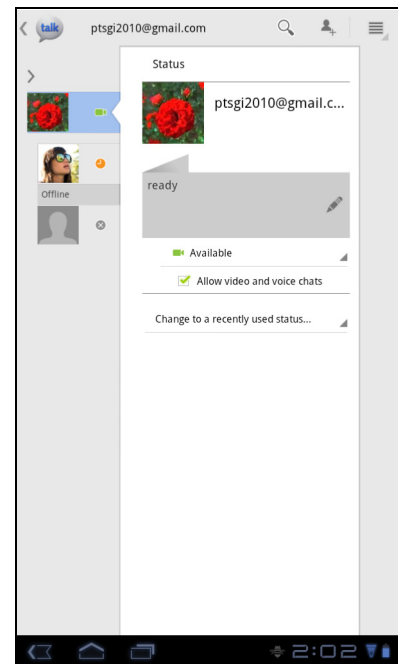 talk ptsgi2010@gmail.com
Status
ptsgi2010@gmail.c...
ready
Offline
Available
Allow video and voice chats
Change to a recently used status...
2:02